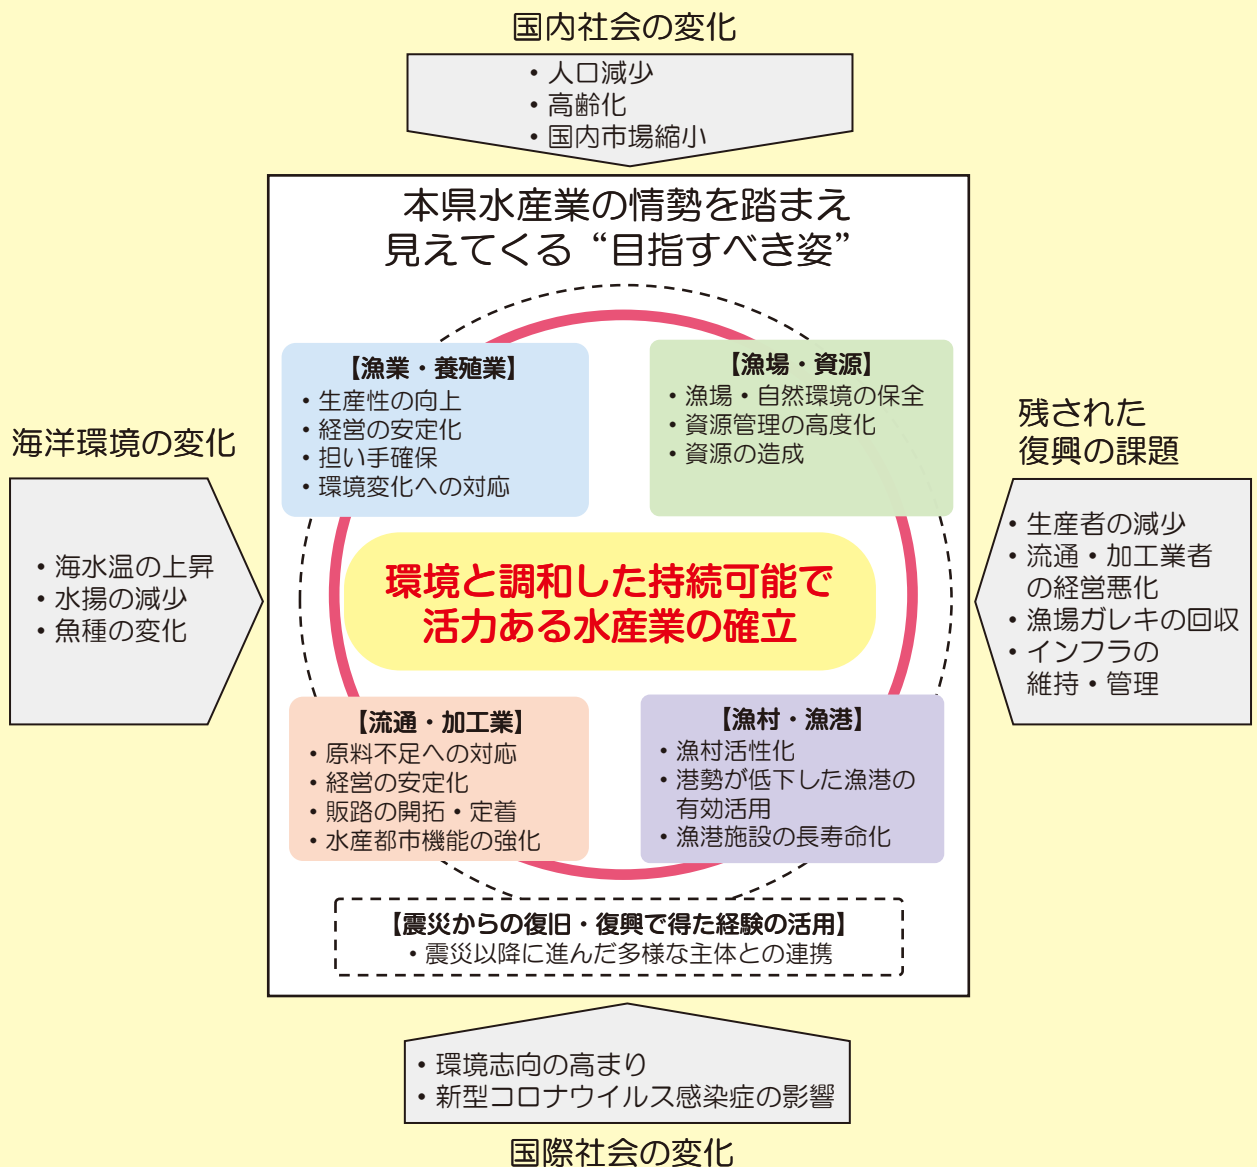 国内社会の変化
・人口減少
・高齢化
・国内市場縮小
本県水産業の情勢を踏まえ
見えてくる“目指すべき姿”
【漁業・養殖業】
・生産性の向上
・経営の安定化
・担い手確保
・環境変化への対応
【漁場・資源】
・漁場・自然環境の保全
・資源管理の高度化
・資源の造成
海洋環境の変化
・海水温の上昇
・水揚の減少
・魚種の変化
環境と調和した持続可能で
活力ある水産業の確立
残された
復興の課題
・生産者の減少
・流通・加工業者
の経営悪化
・漁場ガレキの回収
・インフラの
維持・管理
【流通・加工業】
・原料不足への対応
・経営の安定化
・販路の開拓・定着
・水産都市機能の強化
【漁村・漁港】
・漁村活性化
・港勢が低下した漁港の
有効活用
・漁港施設の長寿命化
【震災からの復旧・復興で得た経験の活用】
・震災以降に進んだ多様な主体との連携
・環境志向の高まり
・新型コロナウイルス感染症の影響
国際社会の変化